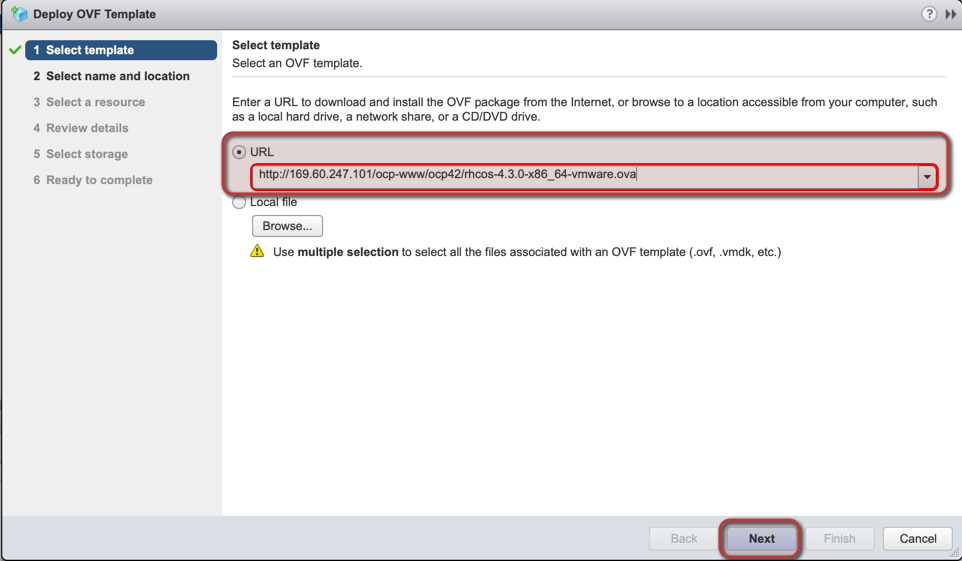 Deploy OVF Template
?
1 Select template
2 Select name and location
3 Select a resource
4 Review details
5 Select storage
6 Ready to complete
Select template
Select an OVF template.
Enter a URL to download and install the OVF package from the Internet, or browse to a location accessible from your computer, such
as a local hard drive, a network share, or a CD/DVD drive.
URL
http://169.60.247.101/ocp-www/ocp42/rhcos-4.3.0-x86_64-vmware.ova
Local file
Browse...
Use multiple selection to select all the files associated with an OVF template (.ovf, .vmdk, etc.)
Back
Next
Finish
Cancel